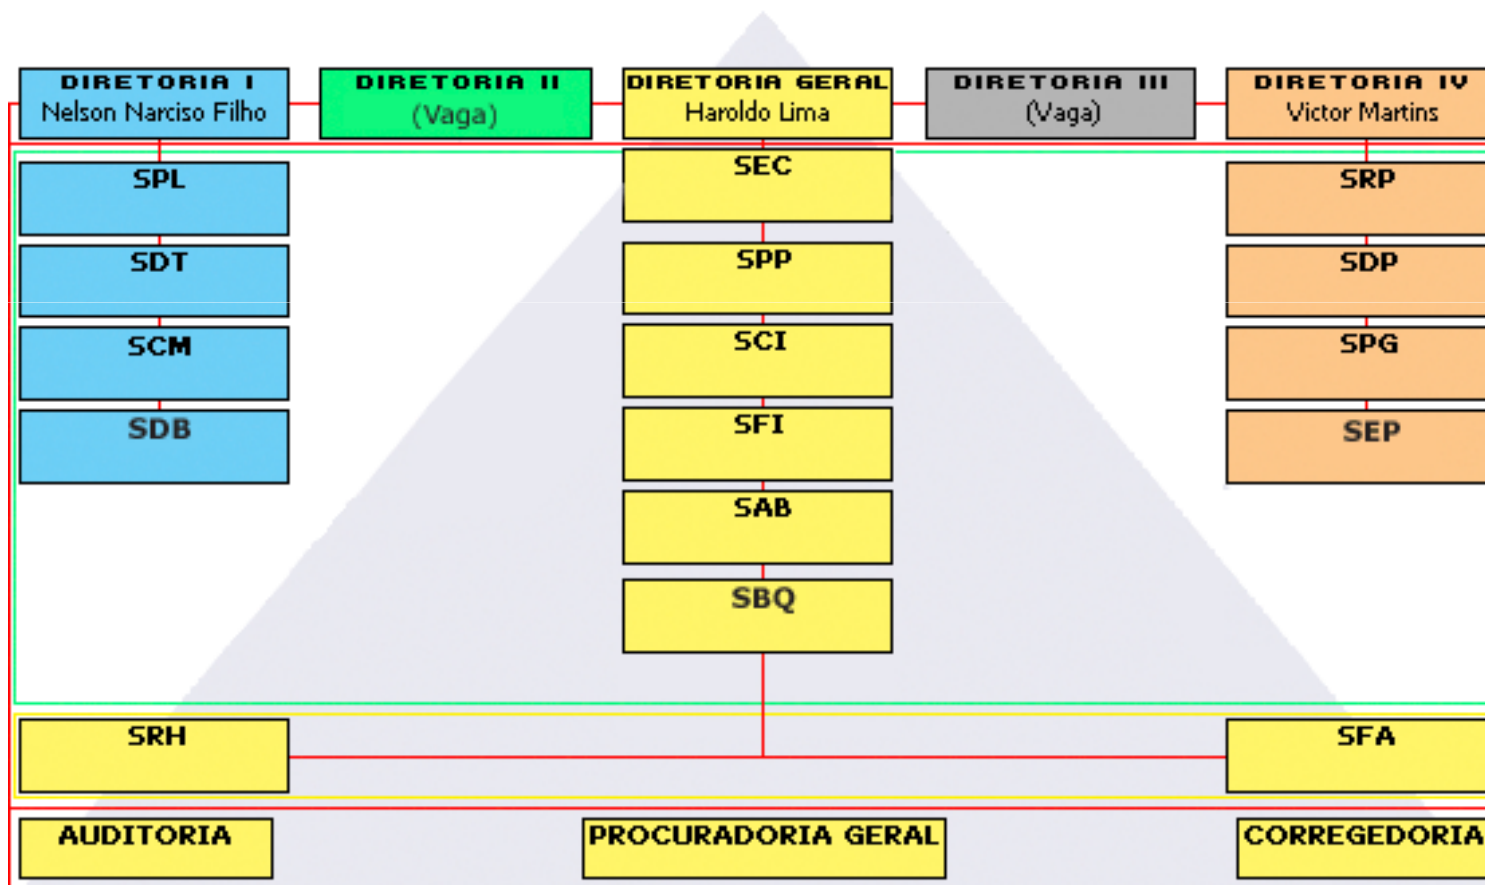 DIRETORIA I
Nelson Narciso Filho
DIRETORIA II
(Vaga)
DIRETORIA GERAL
Haroldo Lima
DIRETORIA III
(Vaga)
DIRETORIA IV
Victor Martins
SPL
SDT
SCM
SDB
SEC
SPP
SCI
SFI
SAB
SBQ
SRP
SDP
SPG
SEP
SRH
SFA
AUDITORIA
PROCURADORIA GERAL
CORREGEDORIA